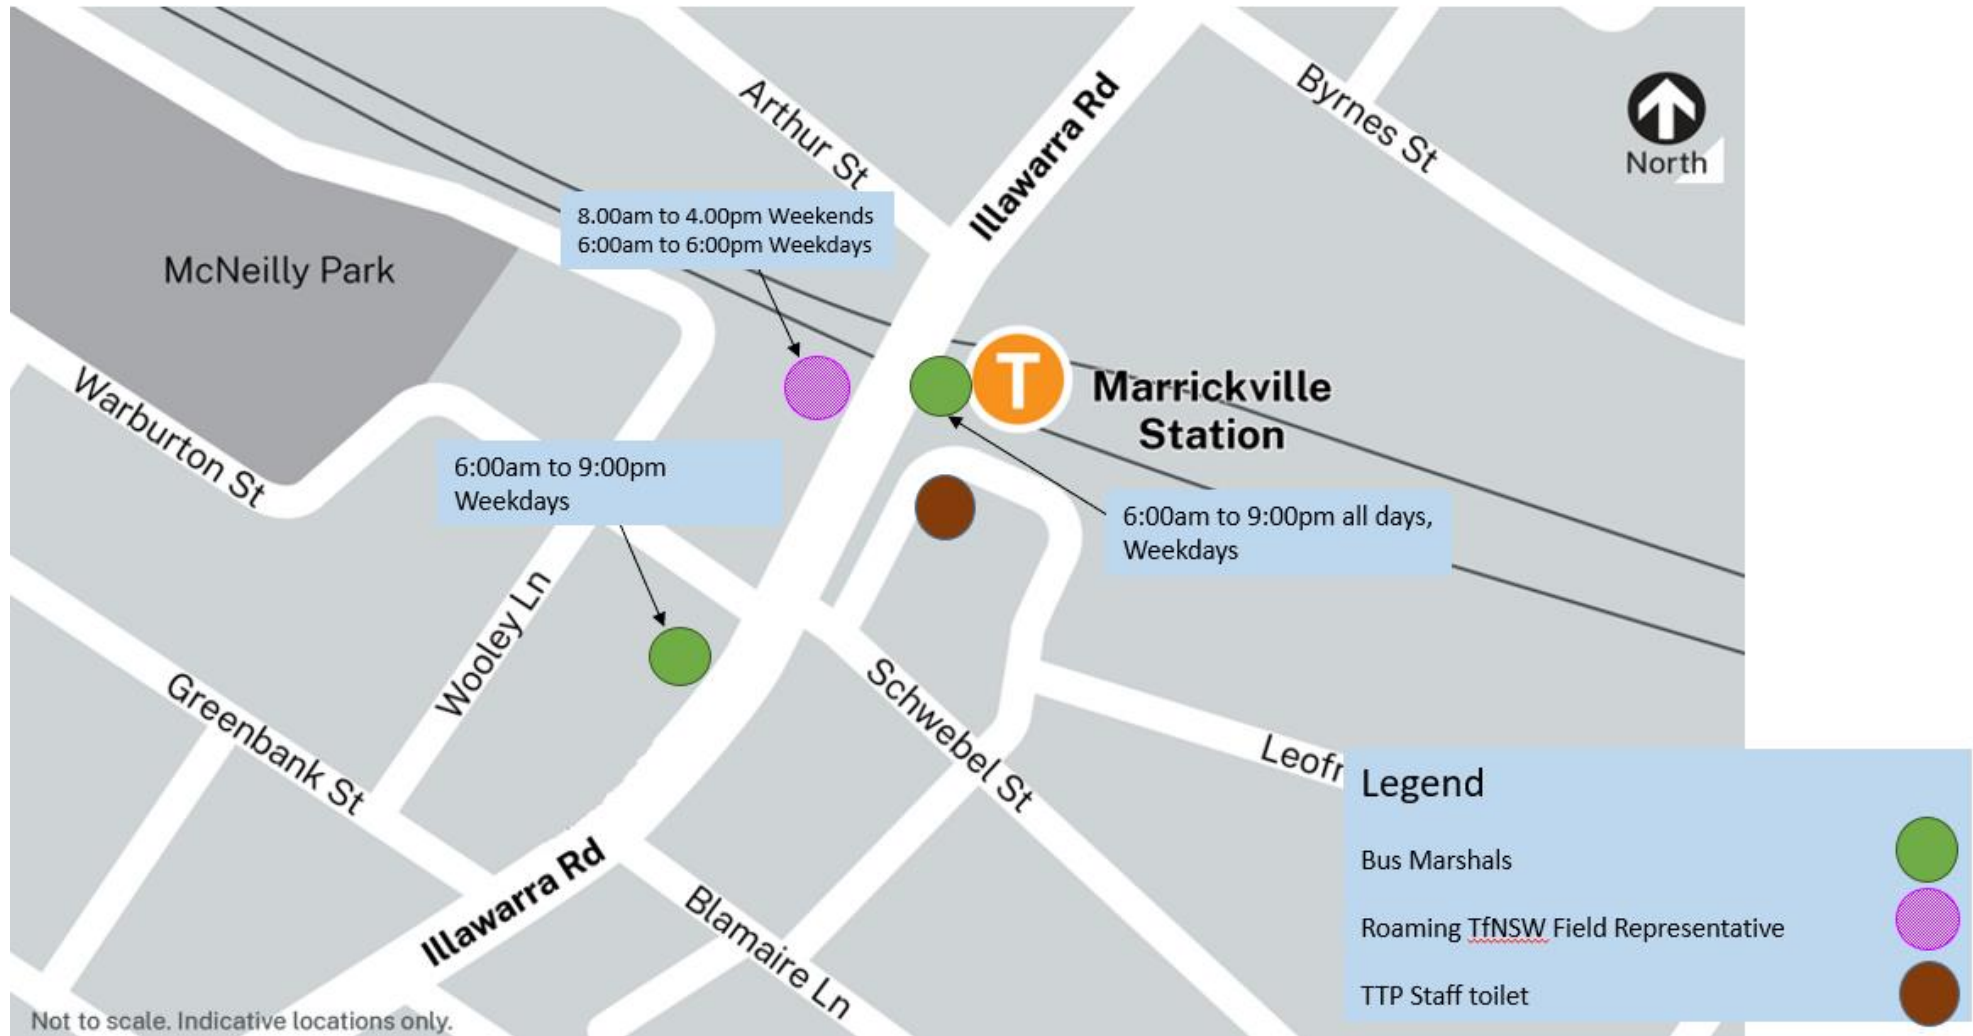 Arthur St
Illawarra Rd
Byrnes St
North
8.00am to 4.00pm Weekends
6:00am to 6:00pm Weekdays
McNeilly Park
T
Marrickville
Station
Warburton St
6:00am to 9:00pm
Weekdays
6:00am to 9:00pm all days,
Weekdays
Wooley Ln
Greenbank St
Schwebel St
Leofr
Illawarra Rd
Blamaire Ln
Legend
Bus Marshals
Roaming TfNSW Field Representative
TTP Staff toilet
Not to scale. Indicative locations only.